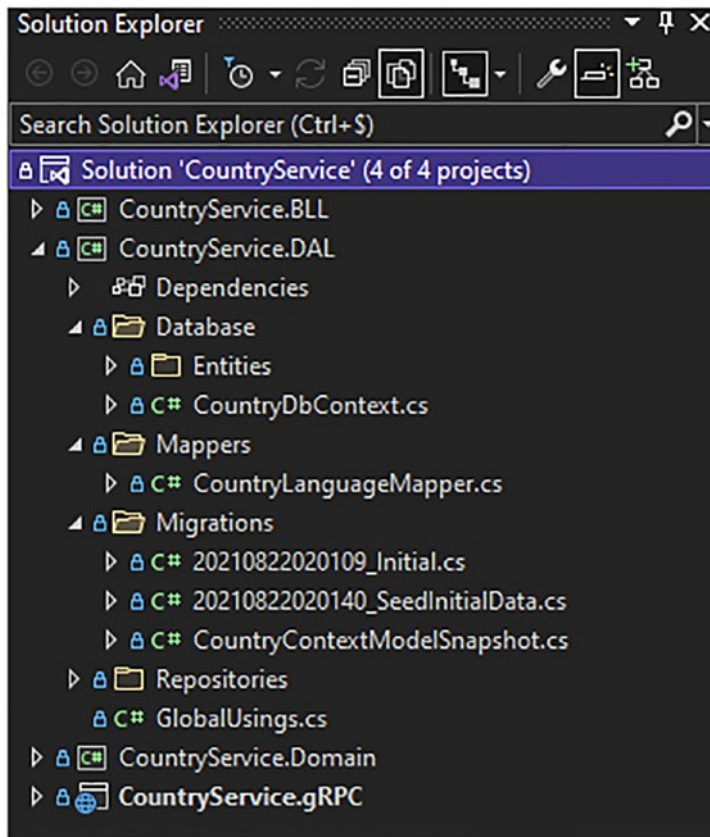 Solution Explorer
Search Solution Explorer (Ctrl+$)
Solution 'CountryService' (4 of 4 projects)
C# CountryService.BLL
C# CountryService.DAL
Dependencies
Database
Entities
C# CountryDbContext.cs
Mappers
C# CountryLanguageMapper.cs
Migrations
C# 20210822020109_Initial.cs
C# 20210822020140_SeedInitialData.cs
C# CountryContextModelSnapshot.cs
Repositories
C# GlobalUsings.cs
C# CountryService.Domain
CountryService.gRPC